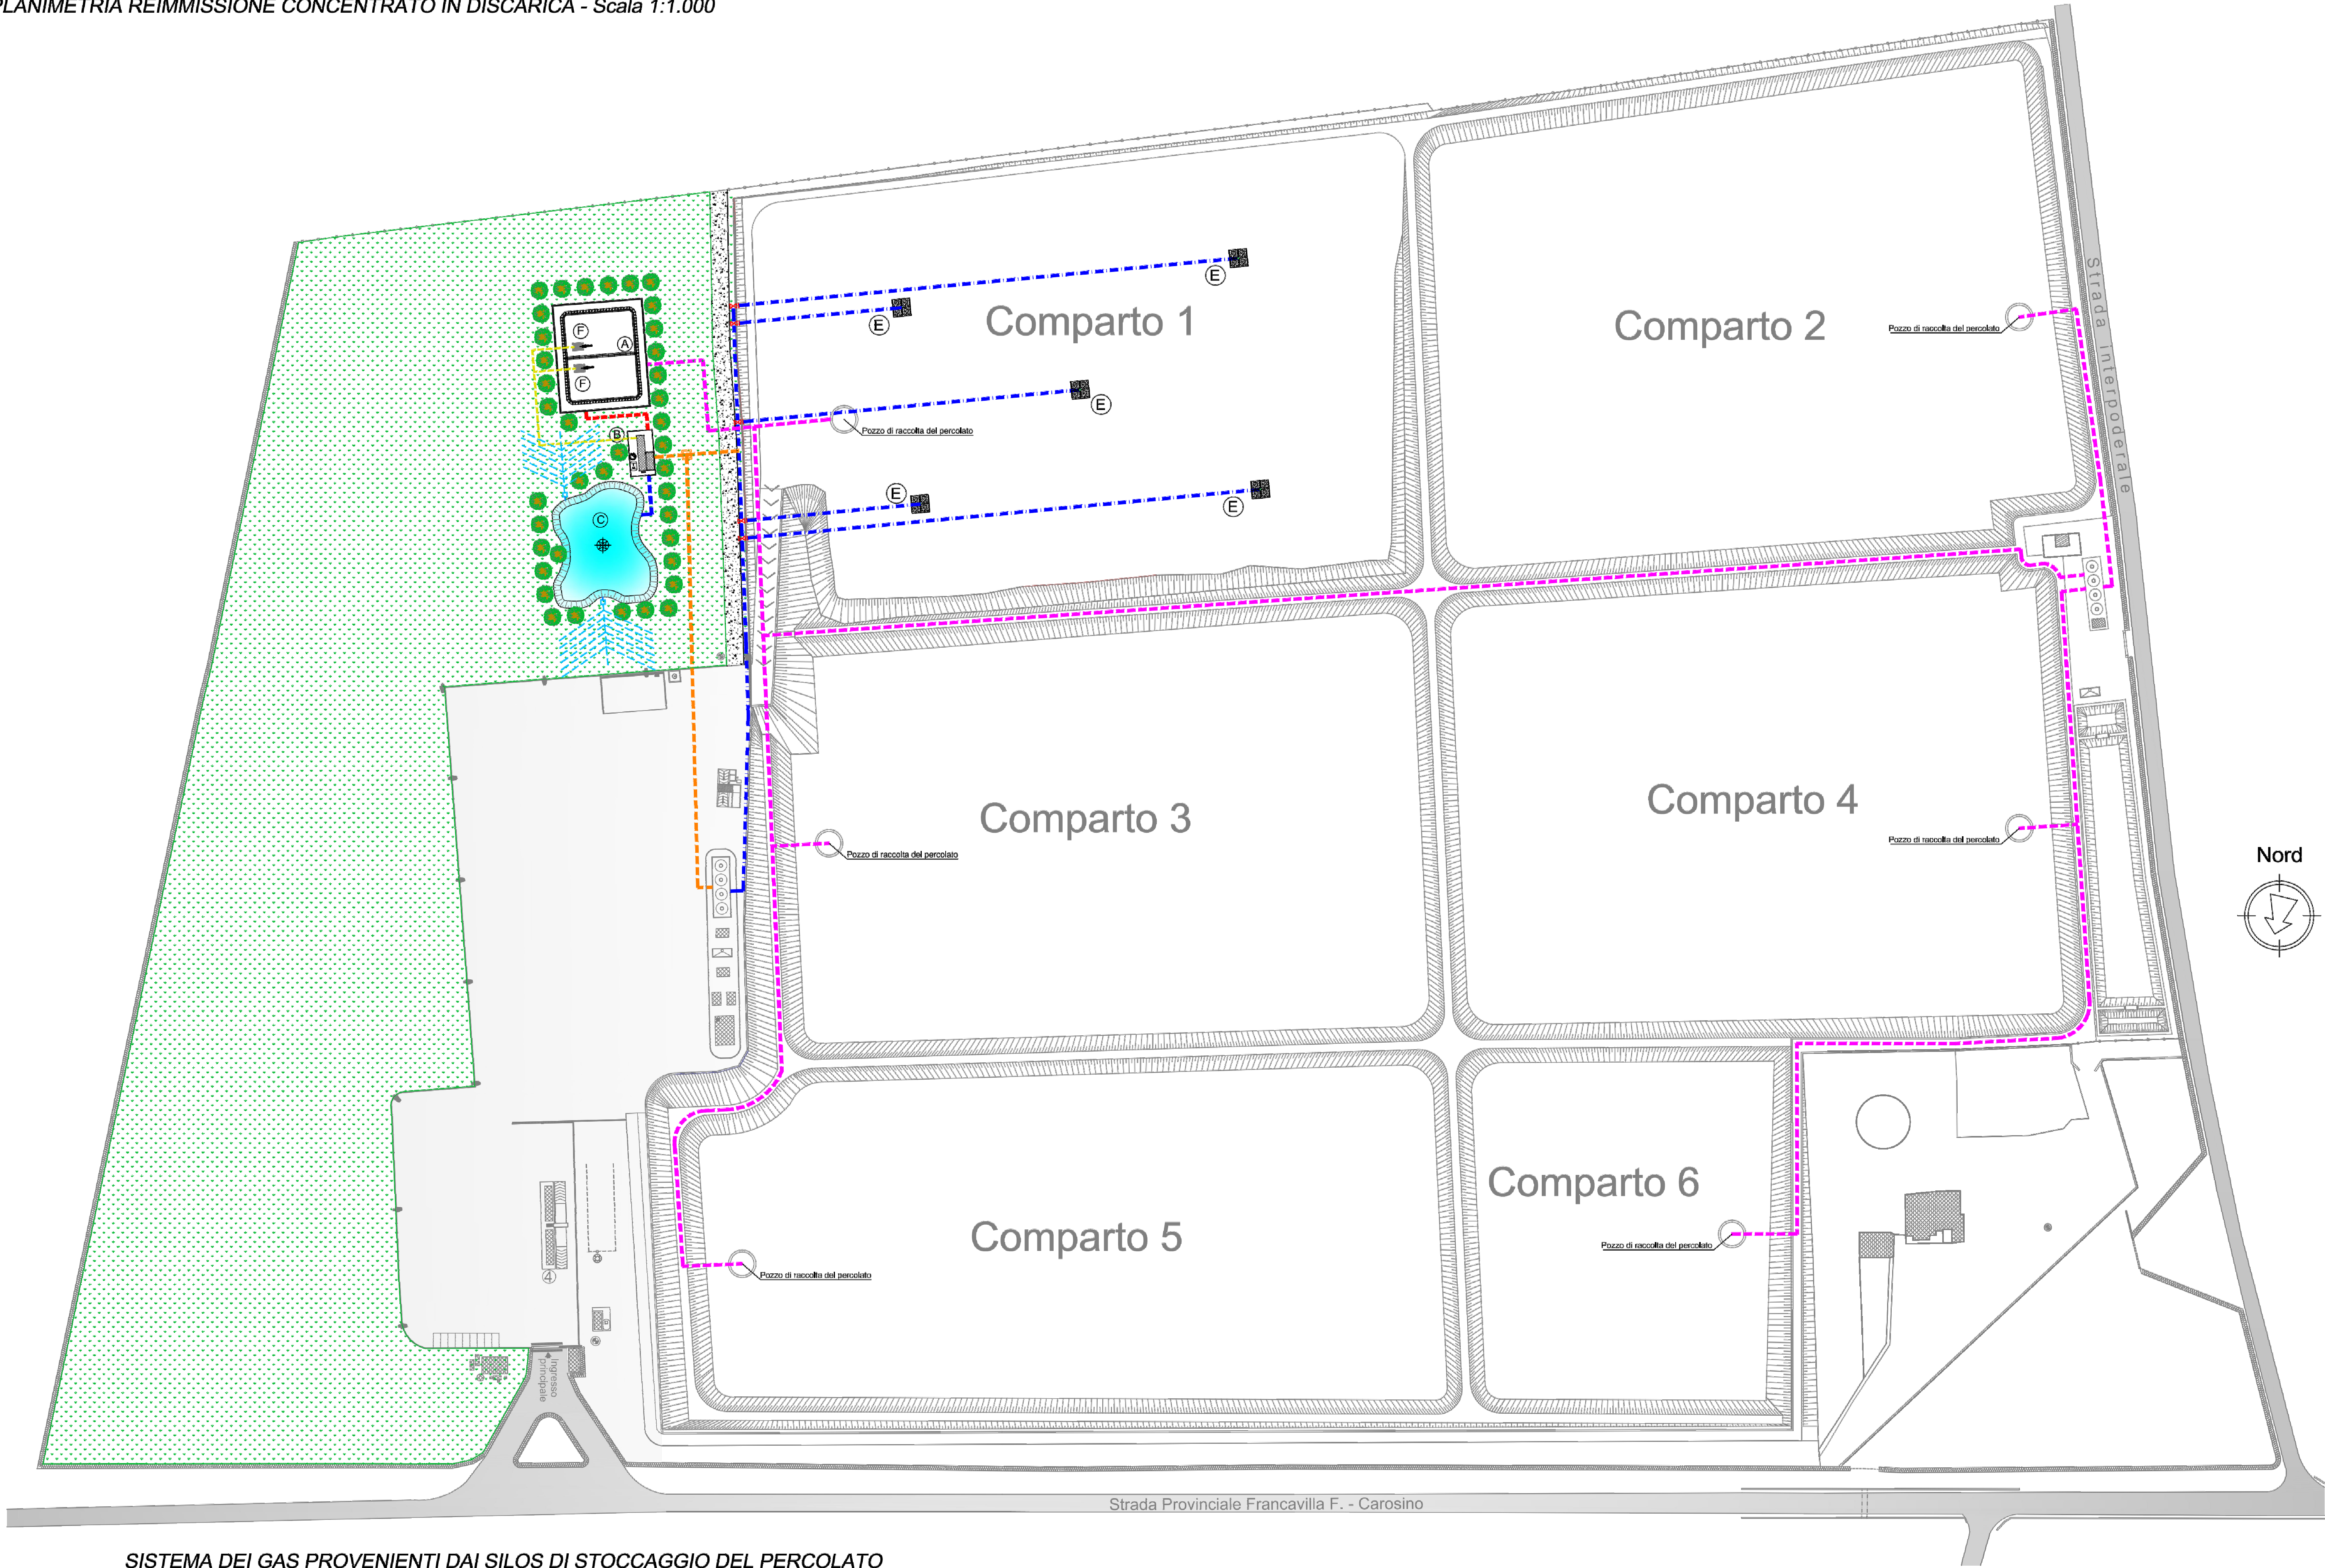 PLANIMETRIA REIMMISSIONE CONCENTRATO IN DISCARICA - Scala 1:1.000
Strada interpoderale
E
E
Comparto 1
Comparto 2
Pozzo di raccolta del percolato
F
A
F
E
Pozzo di raccolta del percolato
B
E
E
C
Comparto 3
Comparto 4
Pozzo di raccolta del percolato
Pozzo di raccolta del percolato
Nord
Comparto 5
Comparto 6
Pozzo di raccolta del percolato
Pozzo di raccolta del percolato
4
Ingresso
principale
Strada Provinciale Francavilla F. - Carosino
SISTEMA DEI GAS PROVENIENTI DAI SILOS DI STOCCAGGIO DEL PERCOLATO